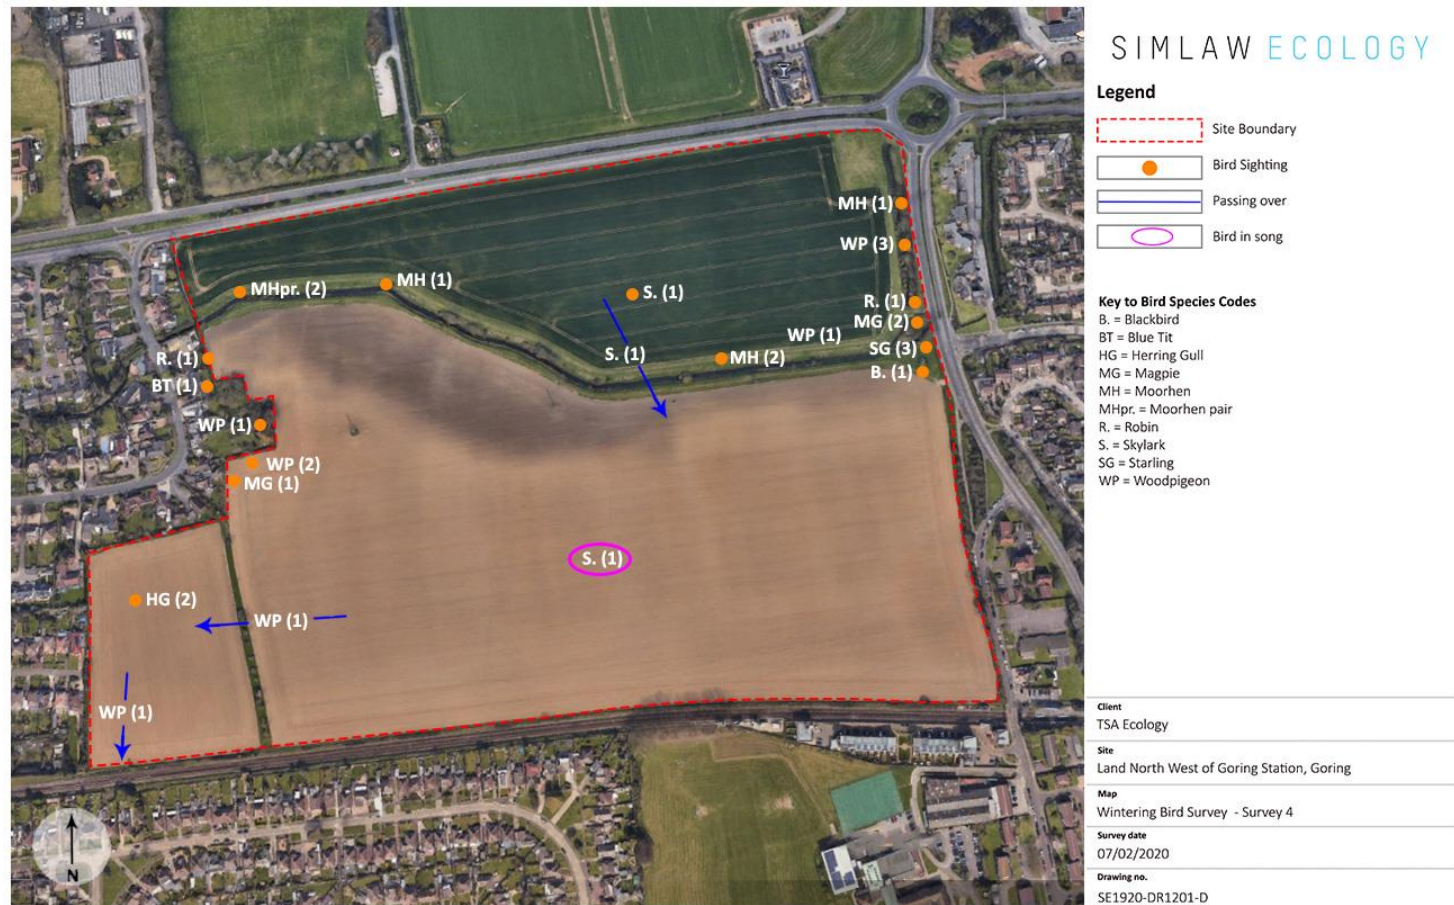 SIMLAW ECOLOGY
Legend
Site Boundary
Bird Sighting
Passing over
Bird in song
Key to Bird Species Codes
B. = Blackbird
BT = Blue Tit
HG = Herring Gull
MG = Magpie
MH = Moorhen
MHpr. = Moorhen pair
R. = Robin
S. = Skylark
SG = Starling
WP = Woodpigeon
MH (1)
WP (3)
MHpr. (2)
MH (1)
S. (1)
R. (1)
MG (2)
WP (1)
SG (3)
S. (1)
MH (2)
R. (1)
B. (1)
BT (1)
WP (1)
WP (2)
MG (1)
S. (1)
HG (2)
WP (1)
WP (1)
N
Client
TSA Ecology
Site
Land North West of Goring Station, Goring
Map
Wintering Bird Survey - Survey 4
Survey date
07/02/2020
Drawing no.
SE1920-DR1201-D